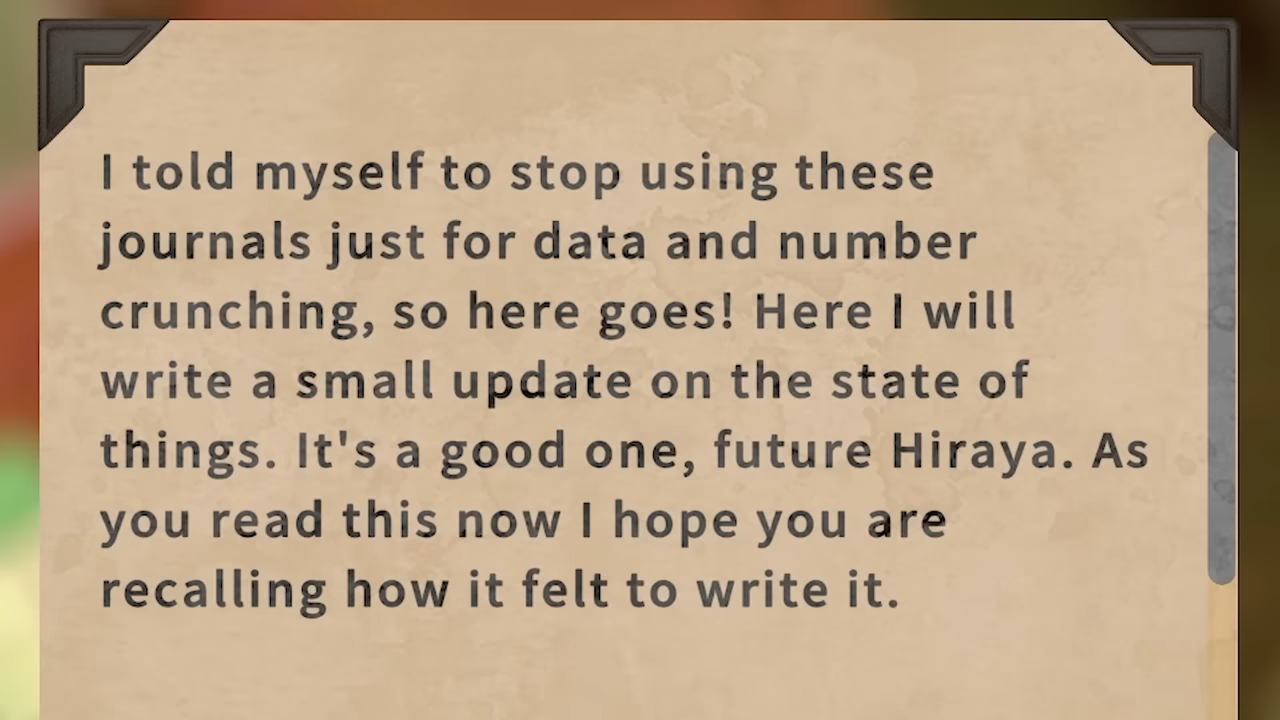 I told myself to stop using these
journals just for data and number
crunching, so here goes! Here I will
write a small update on the state of
things. It's a good one, future Hiraya. As
you read this now I hope you are
recalling how it felt to write it.